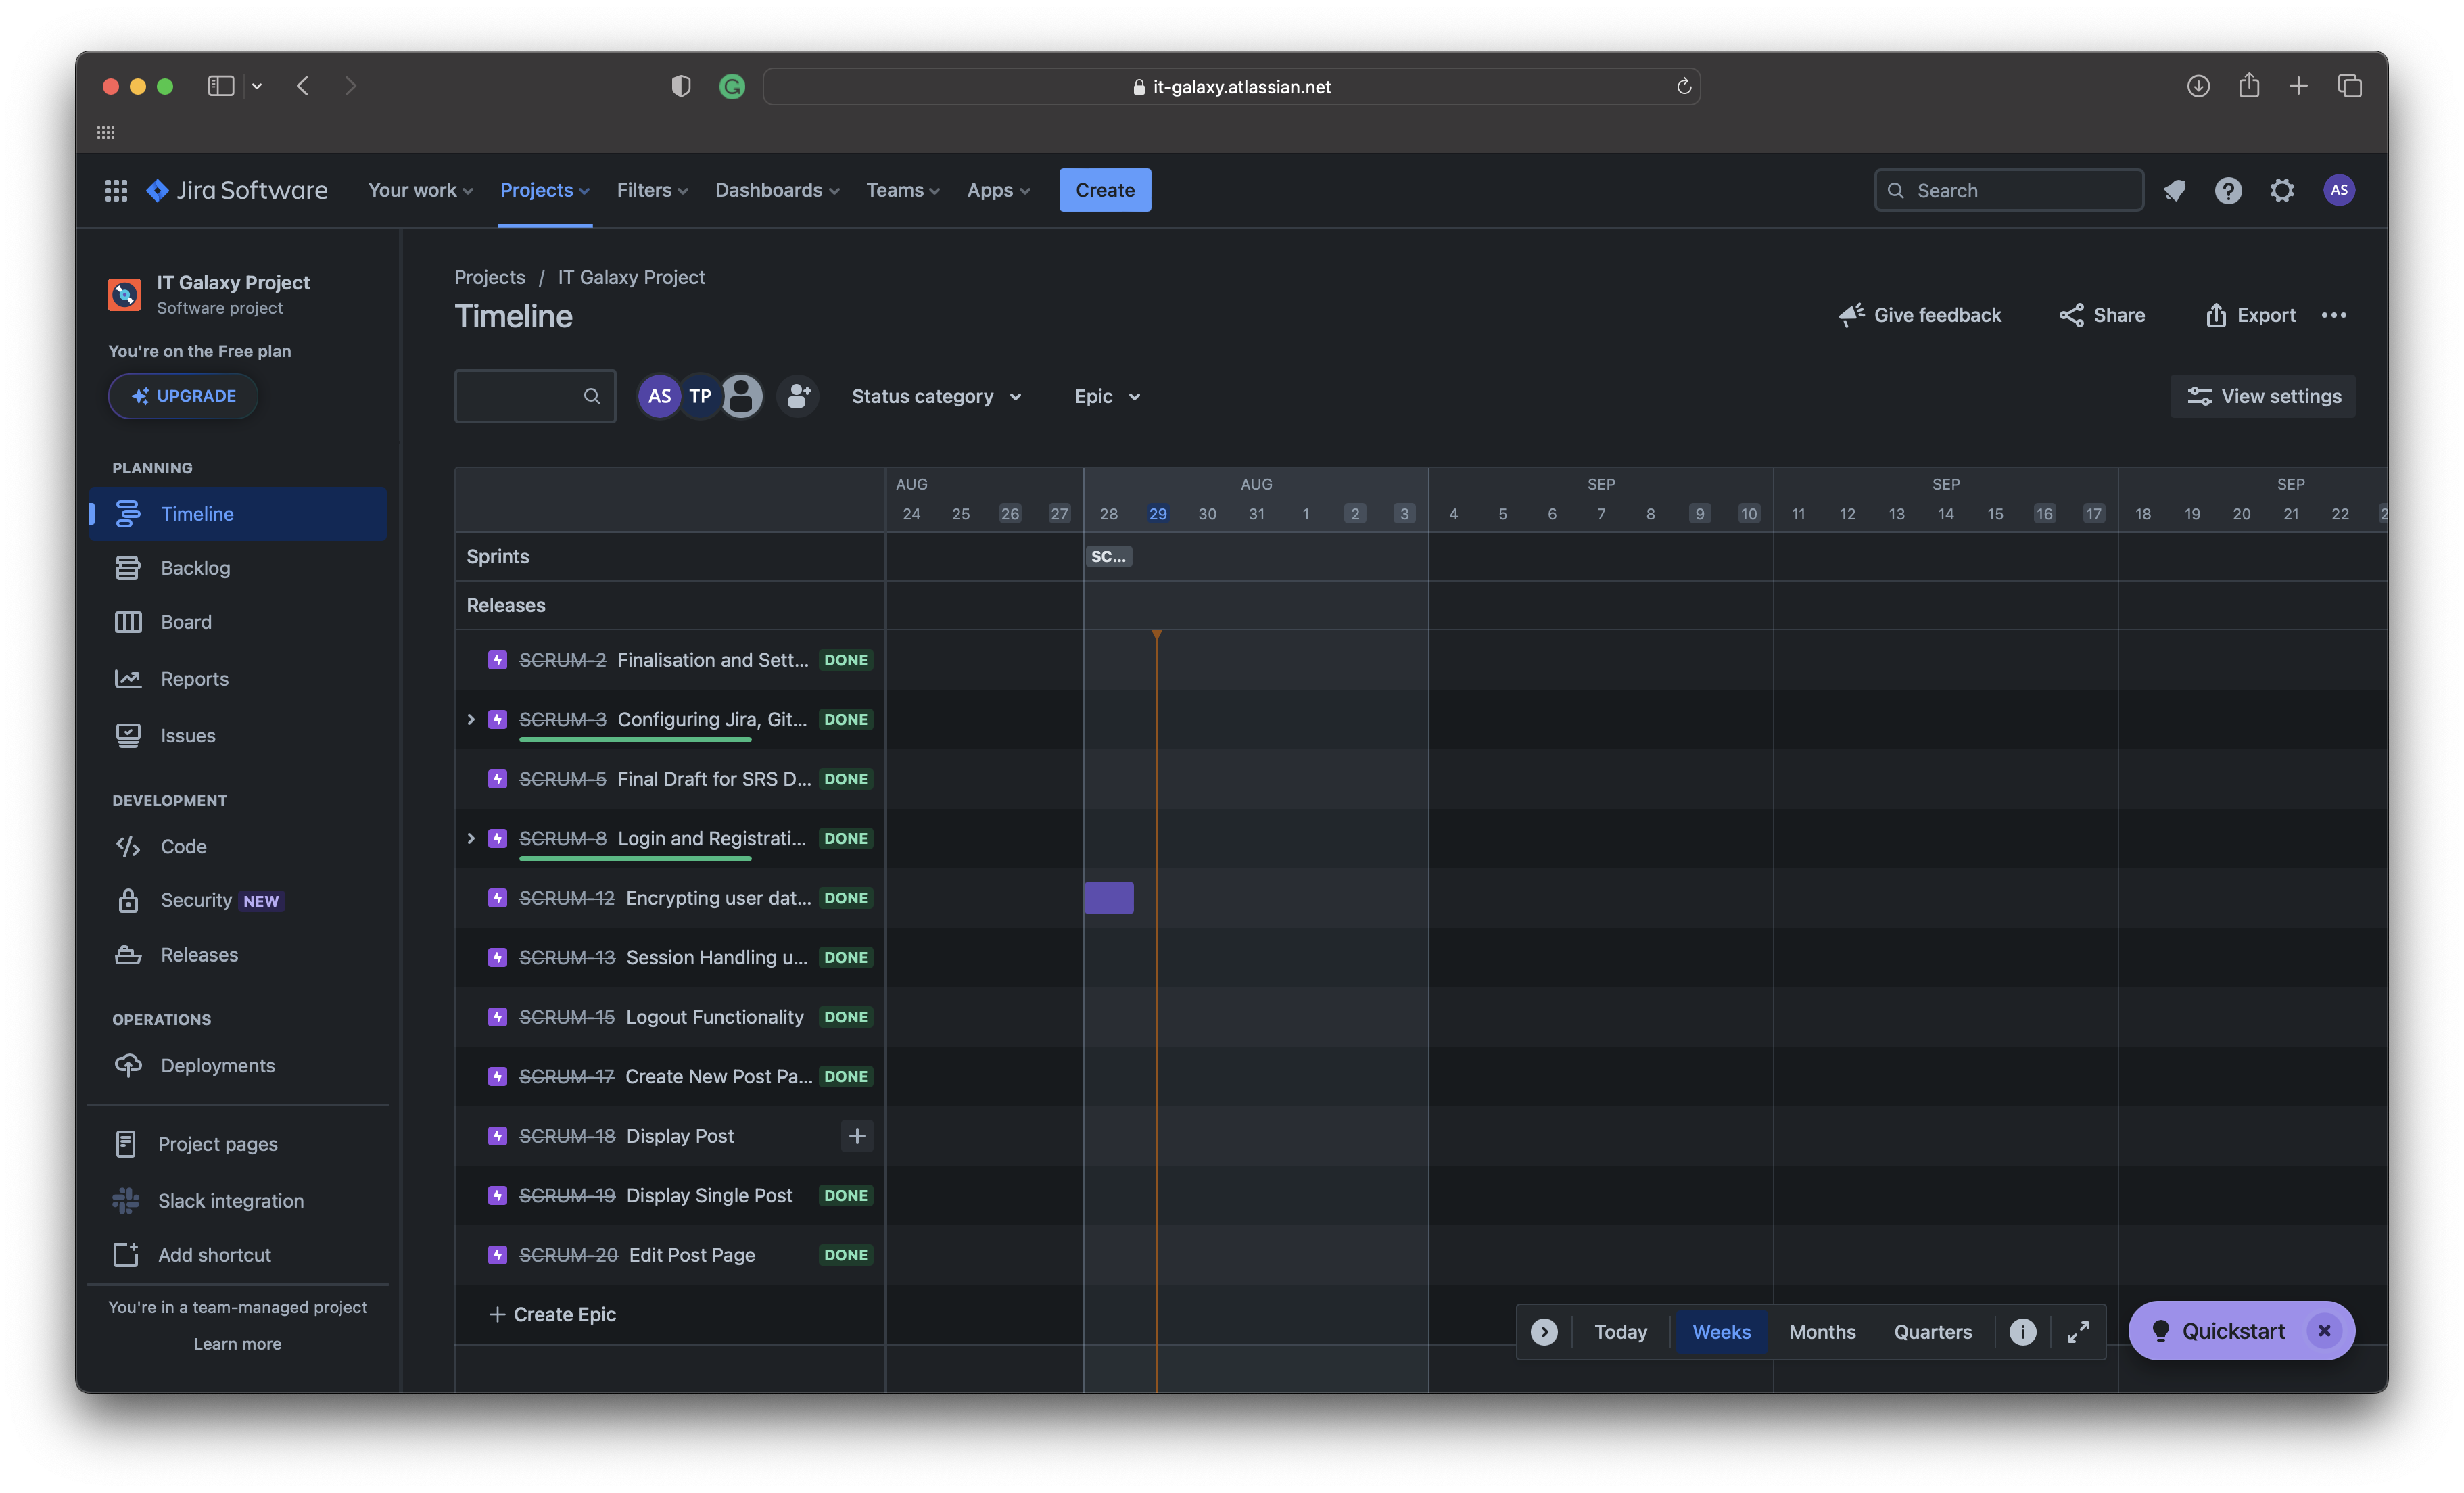 it-galaxy.atlassian.net
Jira Software Your work Projects Filters Dashboards Teams Apps Create Search AS
IT Galaxy Project
Software project
You're on the Free plan
UPGRADE
PLANNING
Timeline
Backlog
Board
Reports
Issues
DEVELOPMENT
Code
Security NEW
Releases
OPERATIONS
Deployments
Project pages
Slack integration
Add shortcut
You're in a team-managed project
Learn more
Projects / IT Galaxy Project
Timeline
Give feedback Share Export
AS TP Status category Epic View settings
AUG AUG SEP SEP SEP
24 25 26 27 28 29 30 31 1 2 3 4 5 6 7 8 9 10 11 12 13 14 15 16 17 18 19 20 21 22 2
Sprints SC...
Releases
SCRUM-2 Finalisation and Sett... DONE
SCRUM-3 Configuring Jira, Git... DONE
SCRUM-5 Final Draft for SRS D... DONE
SCRUM-8 Login and Registrati... DONE
SCRUM-12 Encrypting user dat... DONE
SCRUM-13 Session Handling u... DONE
SCRUM-15 Logout Functionality DONE
SCRUM-17 Create New Post Pa... DONE
SCRUM-18 Display Post
SCRUM-19 Display Single Post DONE
SCRUM-20 Edit Post Page DONE
+ Create Epic
Today Weeks Months Quarters
Quickstart